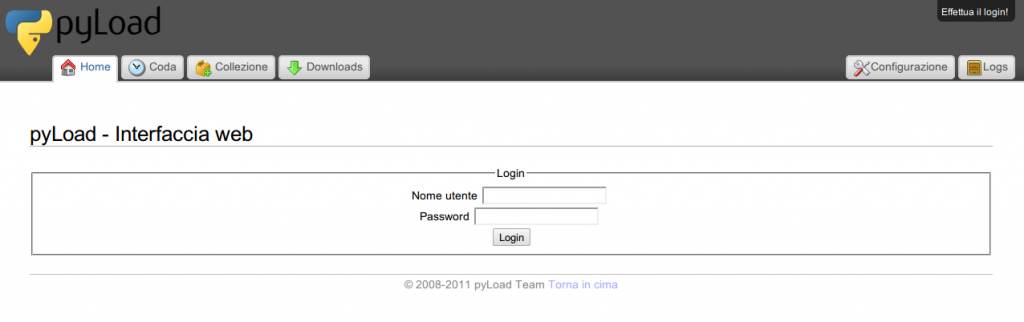 pyLoad
Effettua il login!
Home Coda Collezione Downloads Configurazione Logs
pyLoad - Interfaccia web
Login
Nome utente
Password
Login
© 2008-2011 pyLoad Team Torna in cima